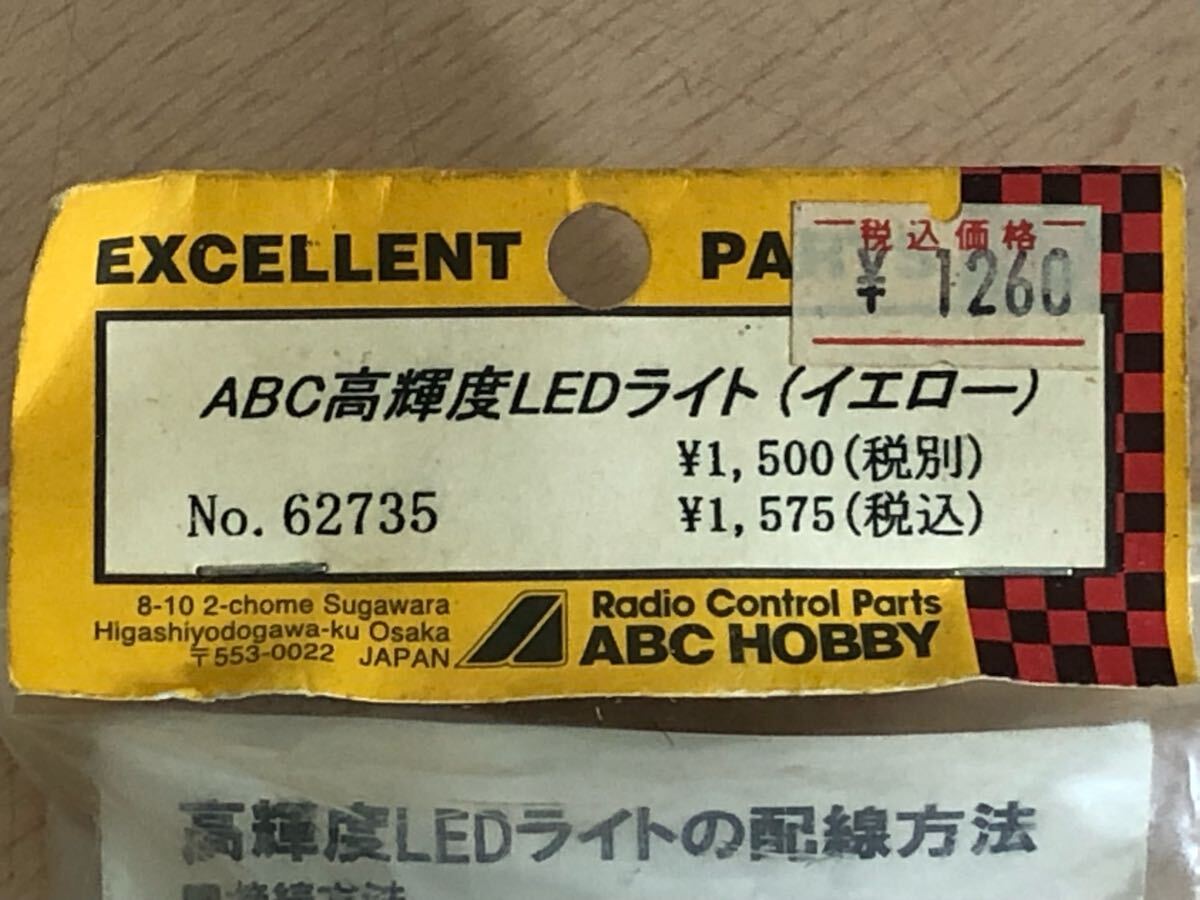 EXCELLENT
税込価格
¥ 1260
ABC高輝度LEDライト(イエロー)
¥1,500(税別)
No. 62735
¥1,575(税込)
8-10 2-chome Sugawara
Higashiyodogawa-ku Osaka
〒553-0022 JAPAN
Radio Control Parts
ABC HOBBY
高輝度LEDライトの配線方法